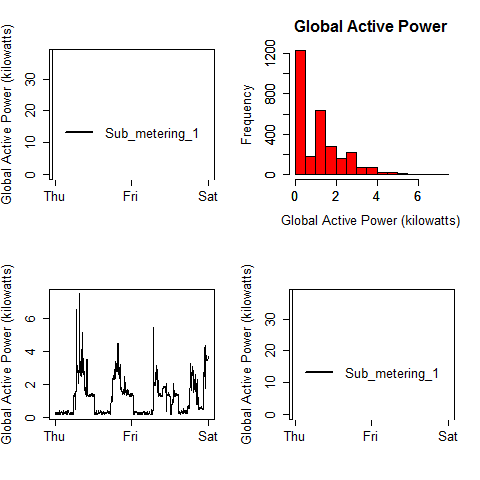 Global Active Power (kilowatts)
0 10 20 30
Sub_metering_1
Thu Fri Sat
Global Active Power
Frequency
0 400 1200
0 2 4 6
Global Active Power (kilowatts)
Global Active Power (kilowatts)
0 2 4 6
Thu Fri Sat
Global Active Power (kilowatts)
0 10 20 30
Sub_metering_1
Thu Fri Sat